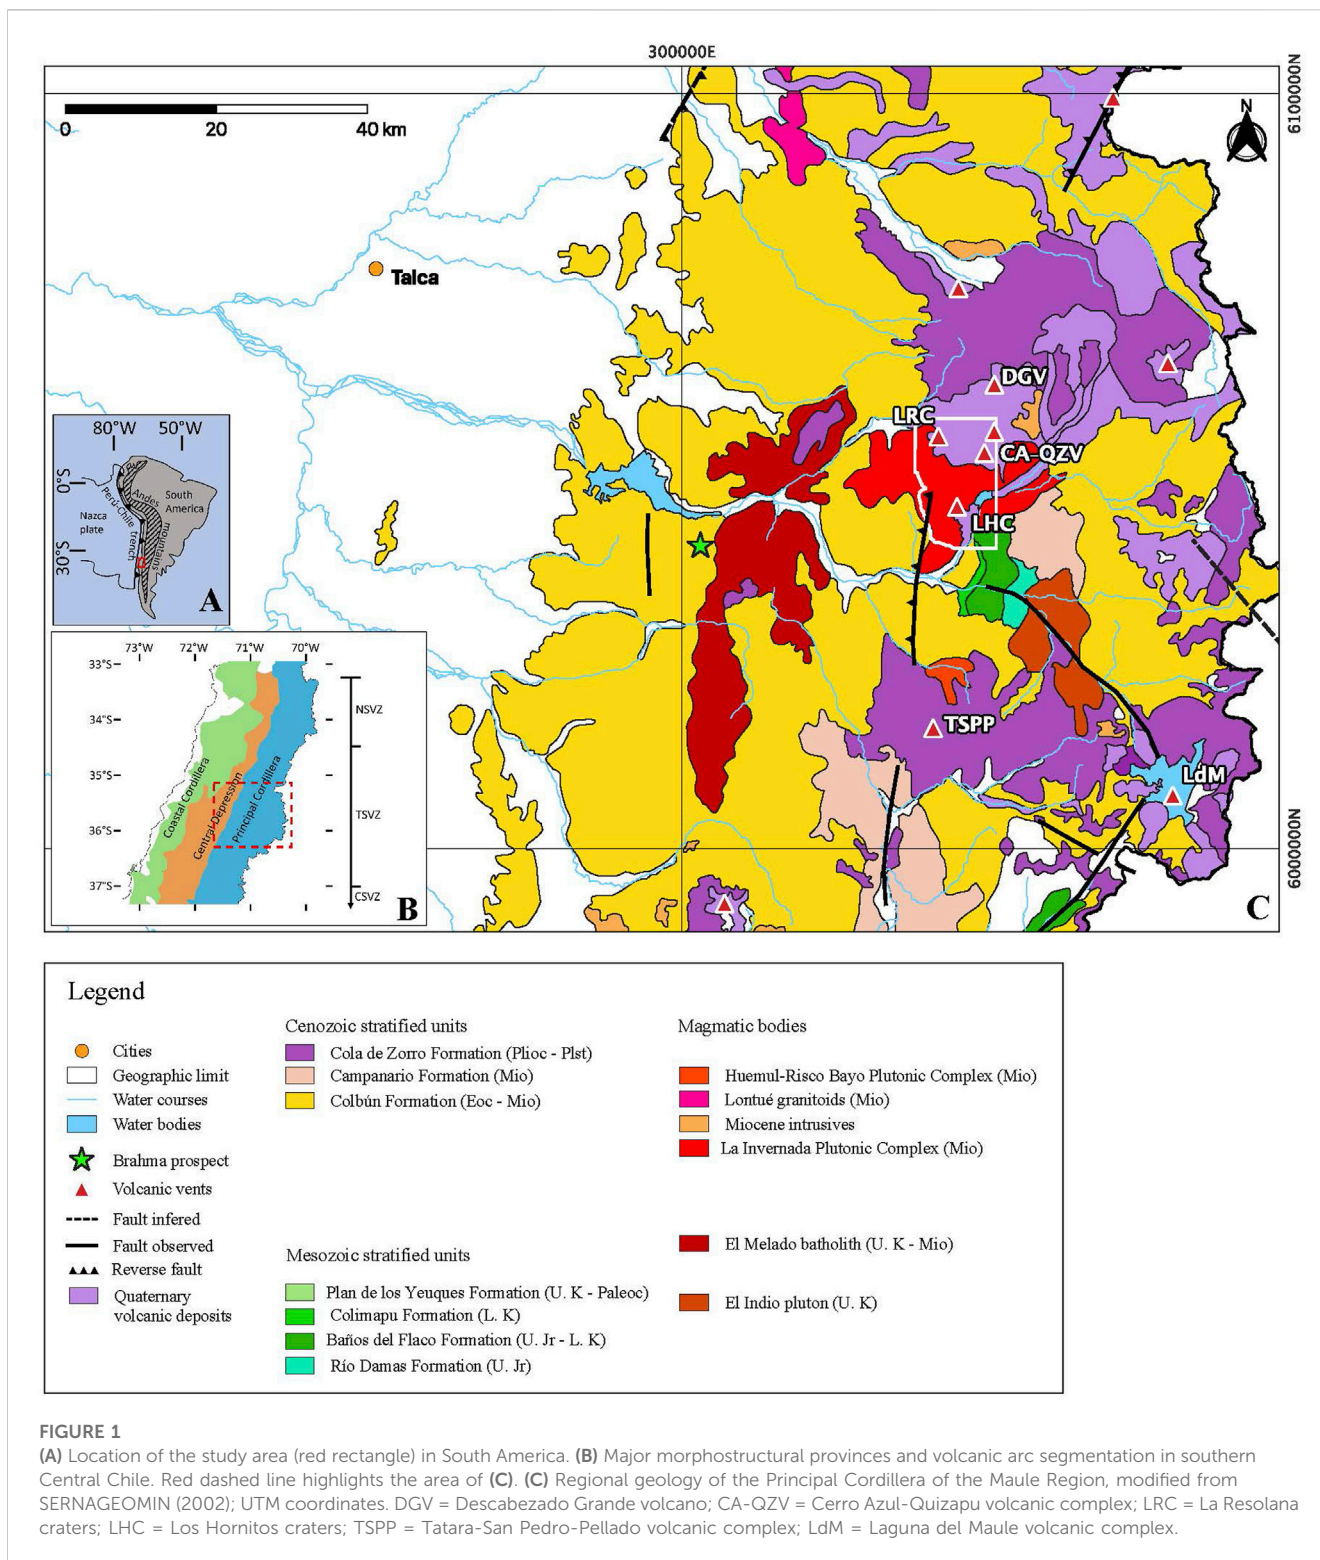 300000E
6100000N
0 20 40 km
N
Talca
DGV
LRC
CA-QZV
LHC
TSPP
LdM
6000000N
C
80°W 50°W
0°S
30°S
Peru-Chile trench
Andes mountains
South America
Nazca plate
A
73°W 72°W 71°W 70°W
33°S
34°S
35°S
36°S
37°S
NSVZ
TSVZ
CSVZ
Coastal Cordillera
Central Depression
Principal Cordillera
B
Legend
Cities
Geographic limit
Water courses
Water bodies
Brahma prospect
Volcanic vents
Fault infered
Fault observed
Reverse fault
Quaternary
volcanic deposits
Cenozoic stratified units
Cola de Zorro Formation (Plioc - Plst)
Campanario Formation (Mio)
Colbún Formation (Eoc - Mio)
Mesozoic stratified units
Plan de los Yeuques Formation (U. K - Paleoc)
Colimapu Formation (L. K)
Baños del Flaco Formation (U. Jr - L. K)
Río Damas Formation (U. Jr)
Magmatic bodies
Huemul-Risco Bayo Plutonic Complex (Mio)
Lontué granitoids (Mio)
Miocene intrusives
La Invernada Plutonic Complex (Mio)
El Melado batholith (U. K - Mio)
El Indio pluton (U. K)
FIGURE 1
(A) Location of the study area (red rectangle) in South America. (B) Major morphostructural provinces and volcanic arc segmentation in southern
Central Chile. Red dashed line highlights the area of (C). (C) Regional geology of the Principal Cordillera of the Maule Region, modified from
SERNAGEOMIN (2002); UTM coordinates. DGV = Descabezado Grande volcano; CA-QZV = Cerro Azul-Quizapu volcanic complex; LRC = La Resolana
craters; LHC = Los Hornitos craters; TSPP = Tatara-San Pedro-Pellado volcanic complex; LdM = Laguna del Maule volcanic complex.